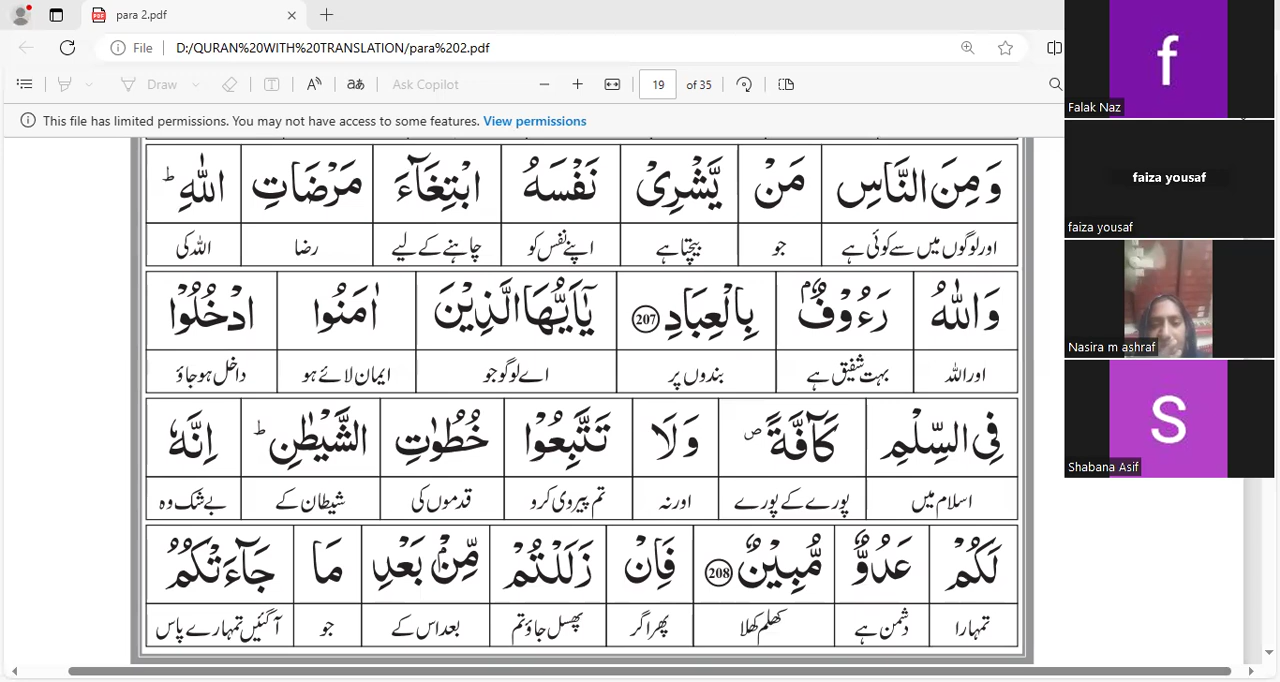 para 2.pdf
File D:/QURAN%20WITH%20TRANSLATION/para%202.pdf
Draw Ask Copilot 19 of 35
This file has limited permissions. You may not have access to some features. View permissions
وَمِنَ النَّاسِ مَنْ يَّشْرِىْ نَفْسَهُ ابْتِغَآءَ مَرْضَاتِ اللّٰهِ ؕ
اور لوگوں میں سے کوئی ہے جو بیچتا ہے اپنے نفس کو چاہنے کے لیے رضا اللہ کی
وَاللّٰهُ رَءُوْفٌۢ بِالْعِبَادِ 207 يٰۤاَيُّهَا الَّذِيْنَ اٰمَنُوا ادْخُلُوْا
اور اللہ بہت شفیق ہے بندوں پر اے لوگو جو ایمان لائے ہو داخل ہو جاؤ
فِى السِّلْمِ كَآفَّةً ص وَلَا تَتَّبِعُوْا خُطُوٰتِ الشَّيْطٰنِ ؕ اِنَّهٗ
اسلام میں پورے کے پورے اور نہ تم پیروی کرو قدموں کی شیطان کے بے شک وہ
لَكُمْ عَدُوٌّ مُّبِيْنٌ 208 فَاِنْ زَلَلْتُمْ مِّنْۢ بَعْدِ مَا جَآءَتْكُمُ
تمہارا دشمن ہے کھلم کھلا پھر اگر پھسل جاؤ تم بعد اس کے جو آگئیں تمہارے پاس
f
Falak Naz
faiza yousaf
faiza yousaf
Nasira m ashraf
S
Shabana Asif